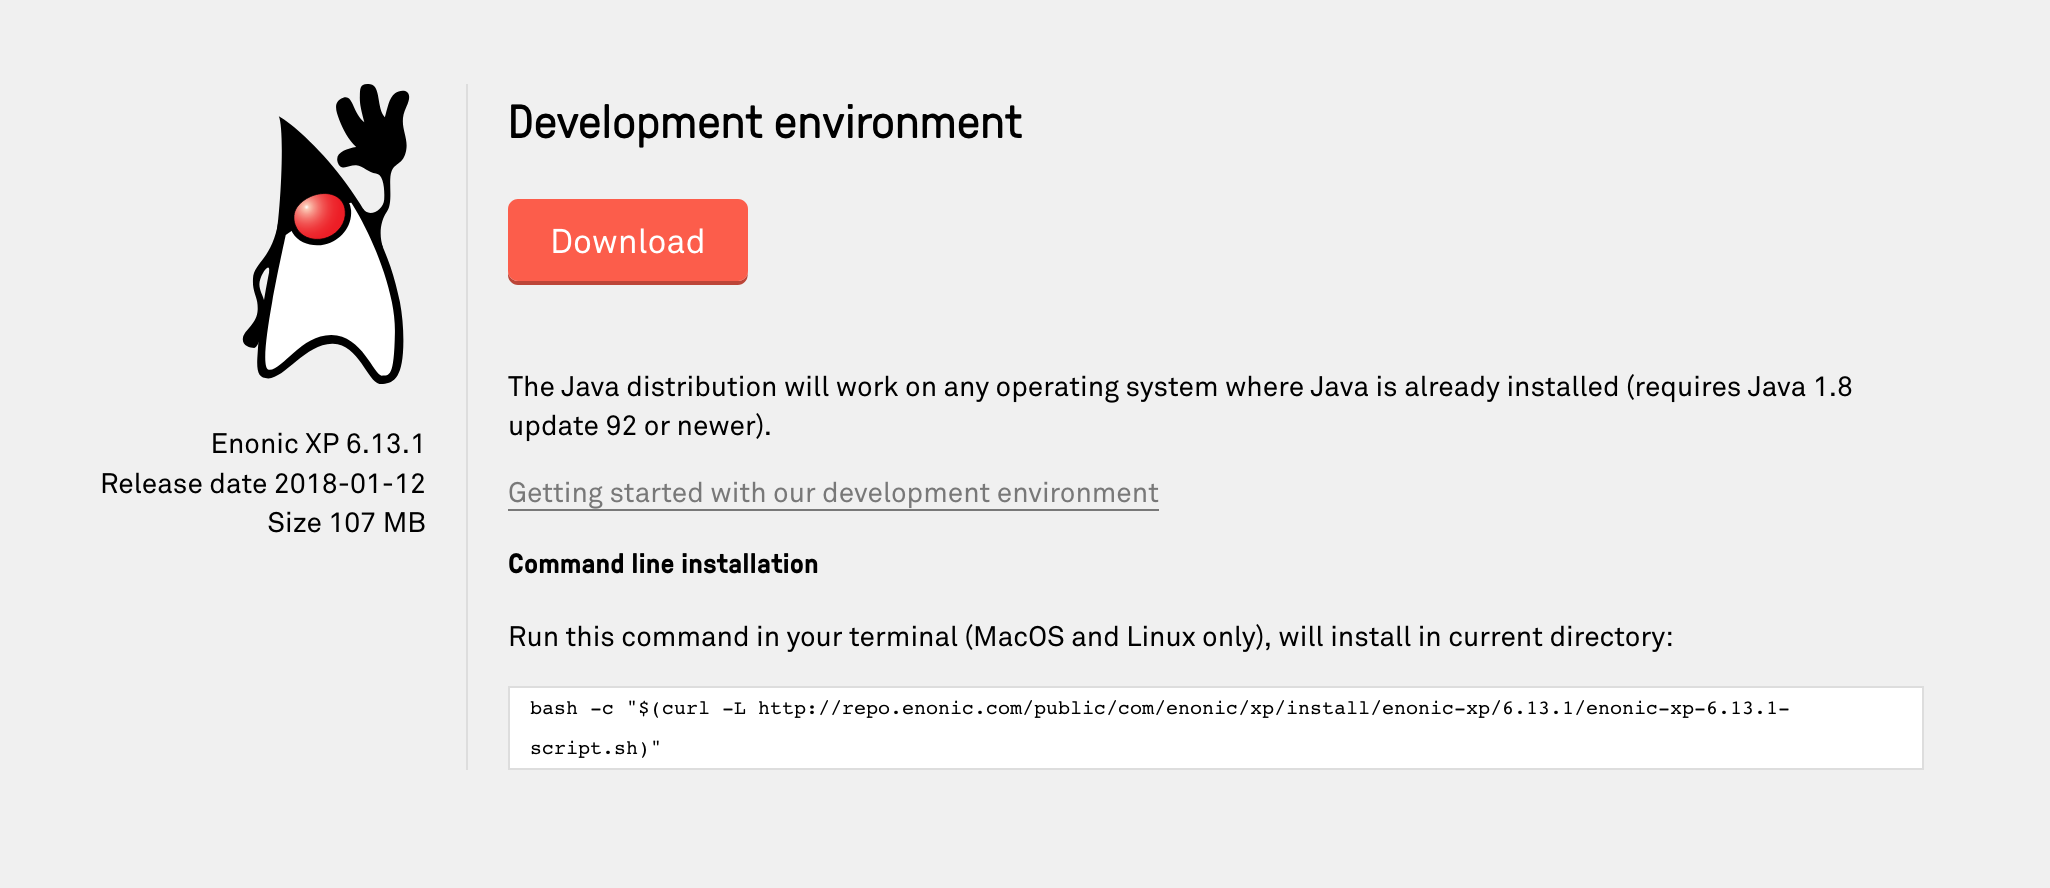 Development environment
Download
The Java distribution will work on any operating system where Java is already installed (requires Java 1.8
update 92 or newer).
Getting started with our development environment
Command line installation
Run this command in your terminal (MacOS and Linux only), will install in current directory:
bash -c "$(curl -L http://repo.enonic.com/public/com/enonic/xp/install/enonic-xp/6.13.1/enonic-xp-6.13.1-
script.sh)"
Enonic XP 6.13.1
Release date 2018-01-12
Size 107 MB